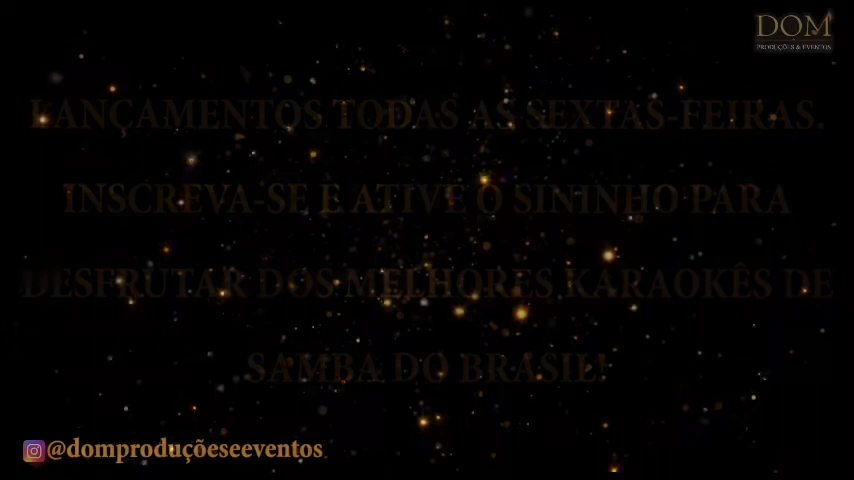 DOM
PRODUÇÕES & EVENTOS
LANÇAMENTOS TODAS AS SEXTAS-FEIRAS.
INSCREVA-SE E ATIVE O SININHO PARA
DESFRUTAR DOS MELHORES KARAOKÊS DE
SAMBA DO BRASIL!
@domproduçõeseeventos